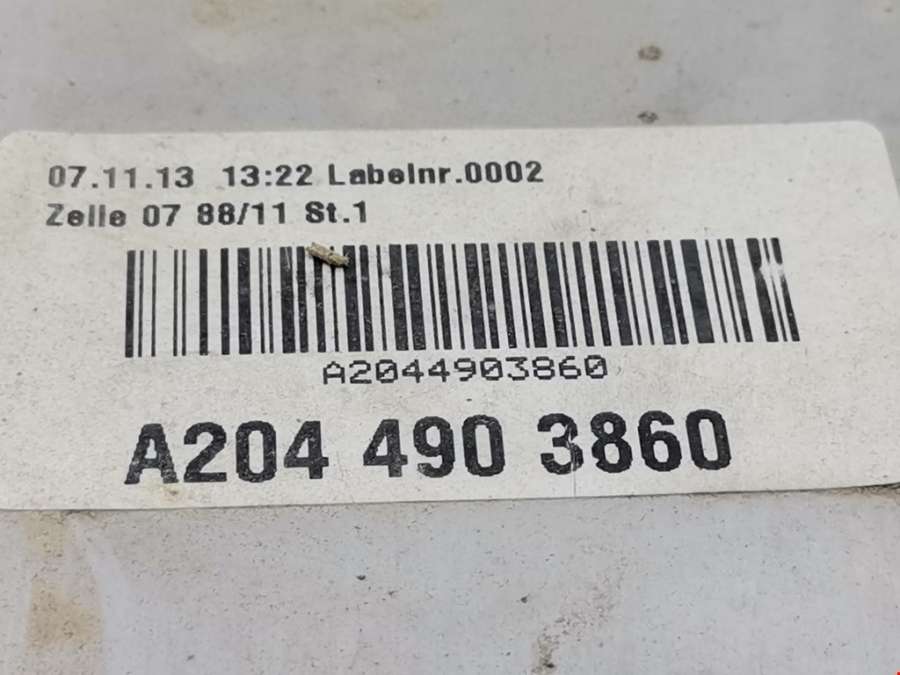 07.11.13 13:22 Labelnr.0002
Zelle 07 88/11 St.1
A2044903860
A204 490 3860